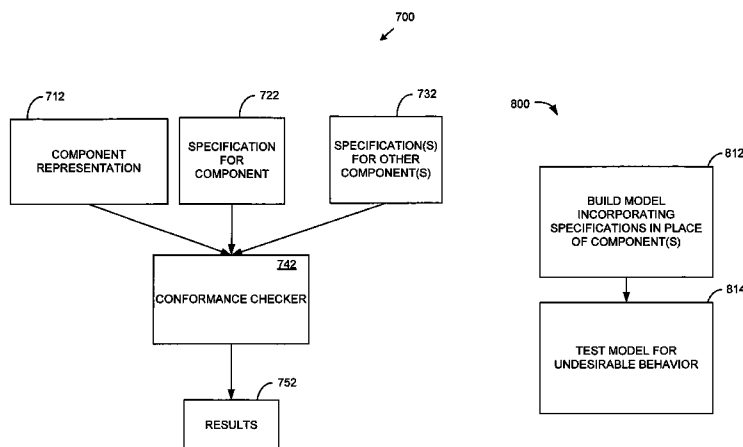 700
712
COMPONENT
REPRESENTATION
722
SPECIFICATION
FOR
COMPONENT
732
SPECIFICATION(S)
FOR OTHER
COMPONENT(S)
742
CONFORMANCE CHECKER
752
RESULTS
800
812
BUILD MODEL
INCORPORATING
SPECIFICATIONS IN PLACE
OF COMPONENT(S)
814
TEST MODEL FOR
UNDESIRABLE BEHAVIOR